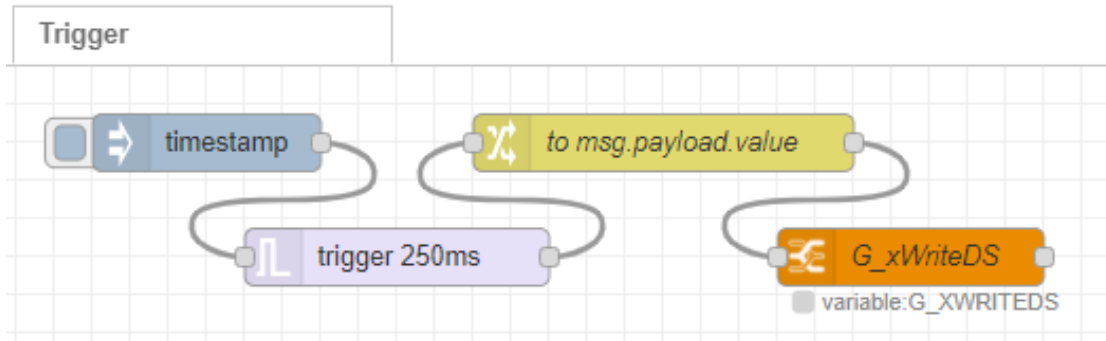 Trigger
timestamp
to msg.payload.value
trigger 250ms
G_xWriteDS
variable:G_XWRITEDS